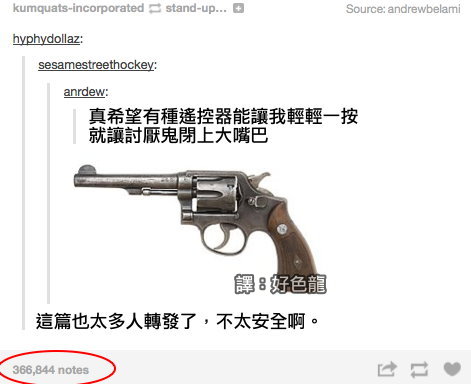 kumquats-incorporated stand-up... Source: andrewbelami
hyphydollaz:
sesamestreethockey:
anrdew:
真希望有種遙控器能讓我輕輕一按
就讓討厭鬼閉上大嘴巴
譯：好色龍
這篇也太多人轉發了，不太安全啊。
366,844 notes